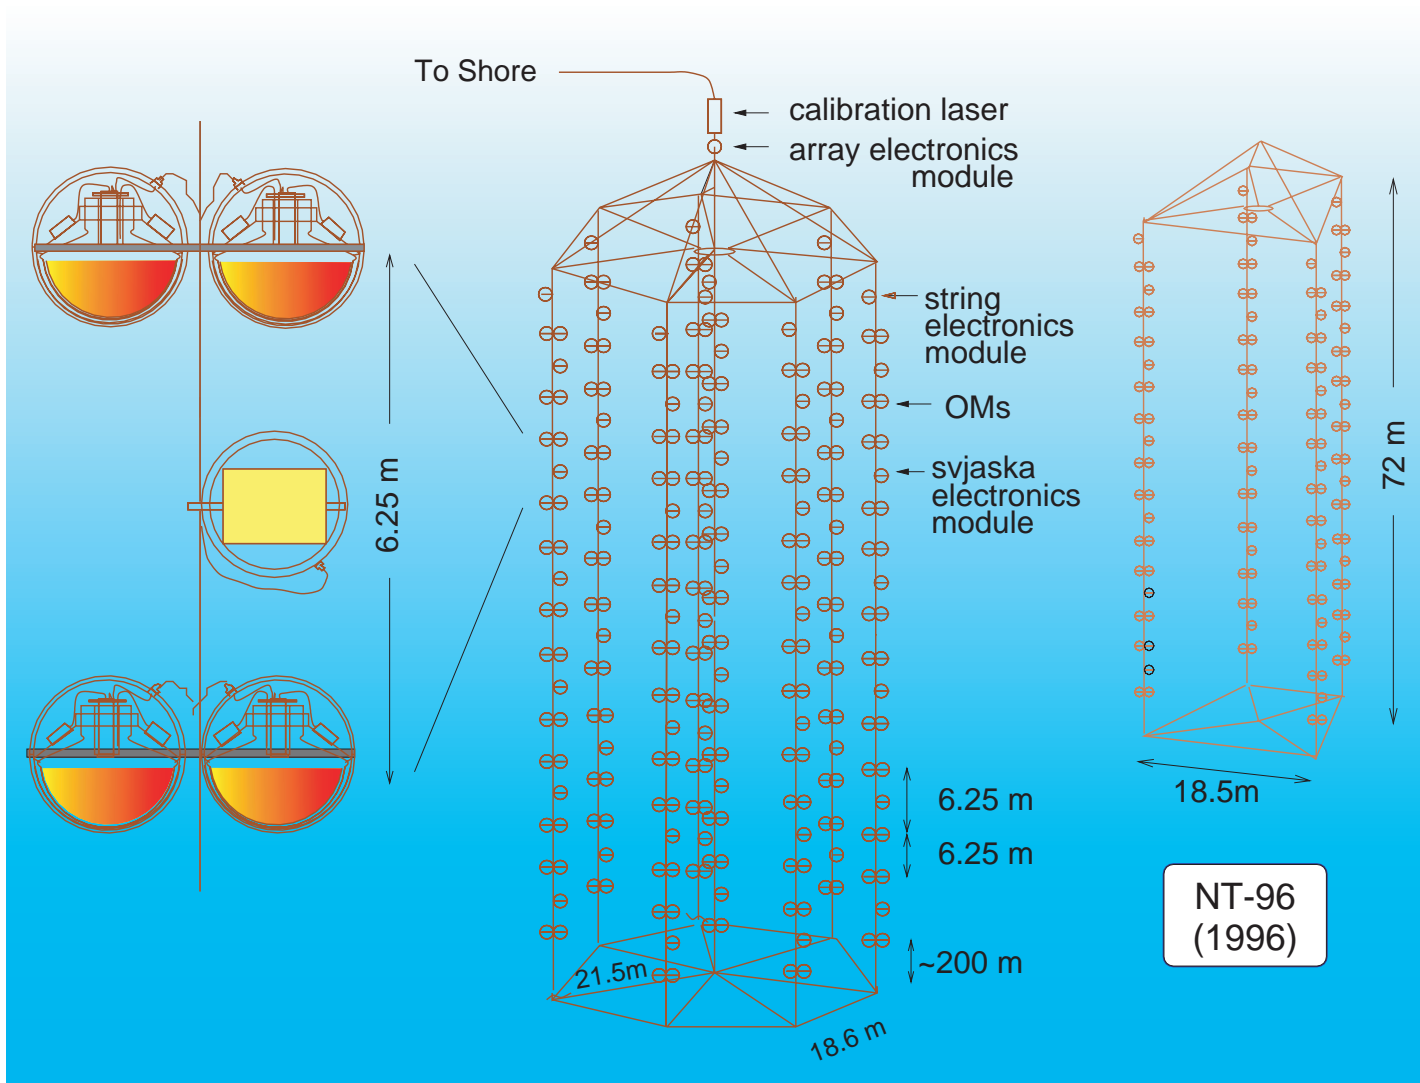 To Shore
calibration laser
array electronics
module
string
electronics
module
OMs
svjaska
electronics
module
6.25 m
72 m
18.5m
6.25 m
6.25 m
~200 m
21.5m
18.6 m
NT-96
(1996)